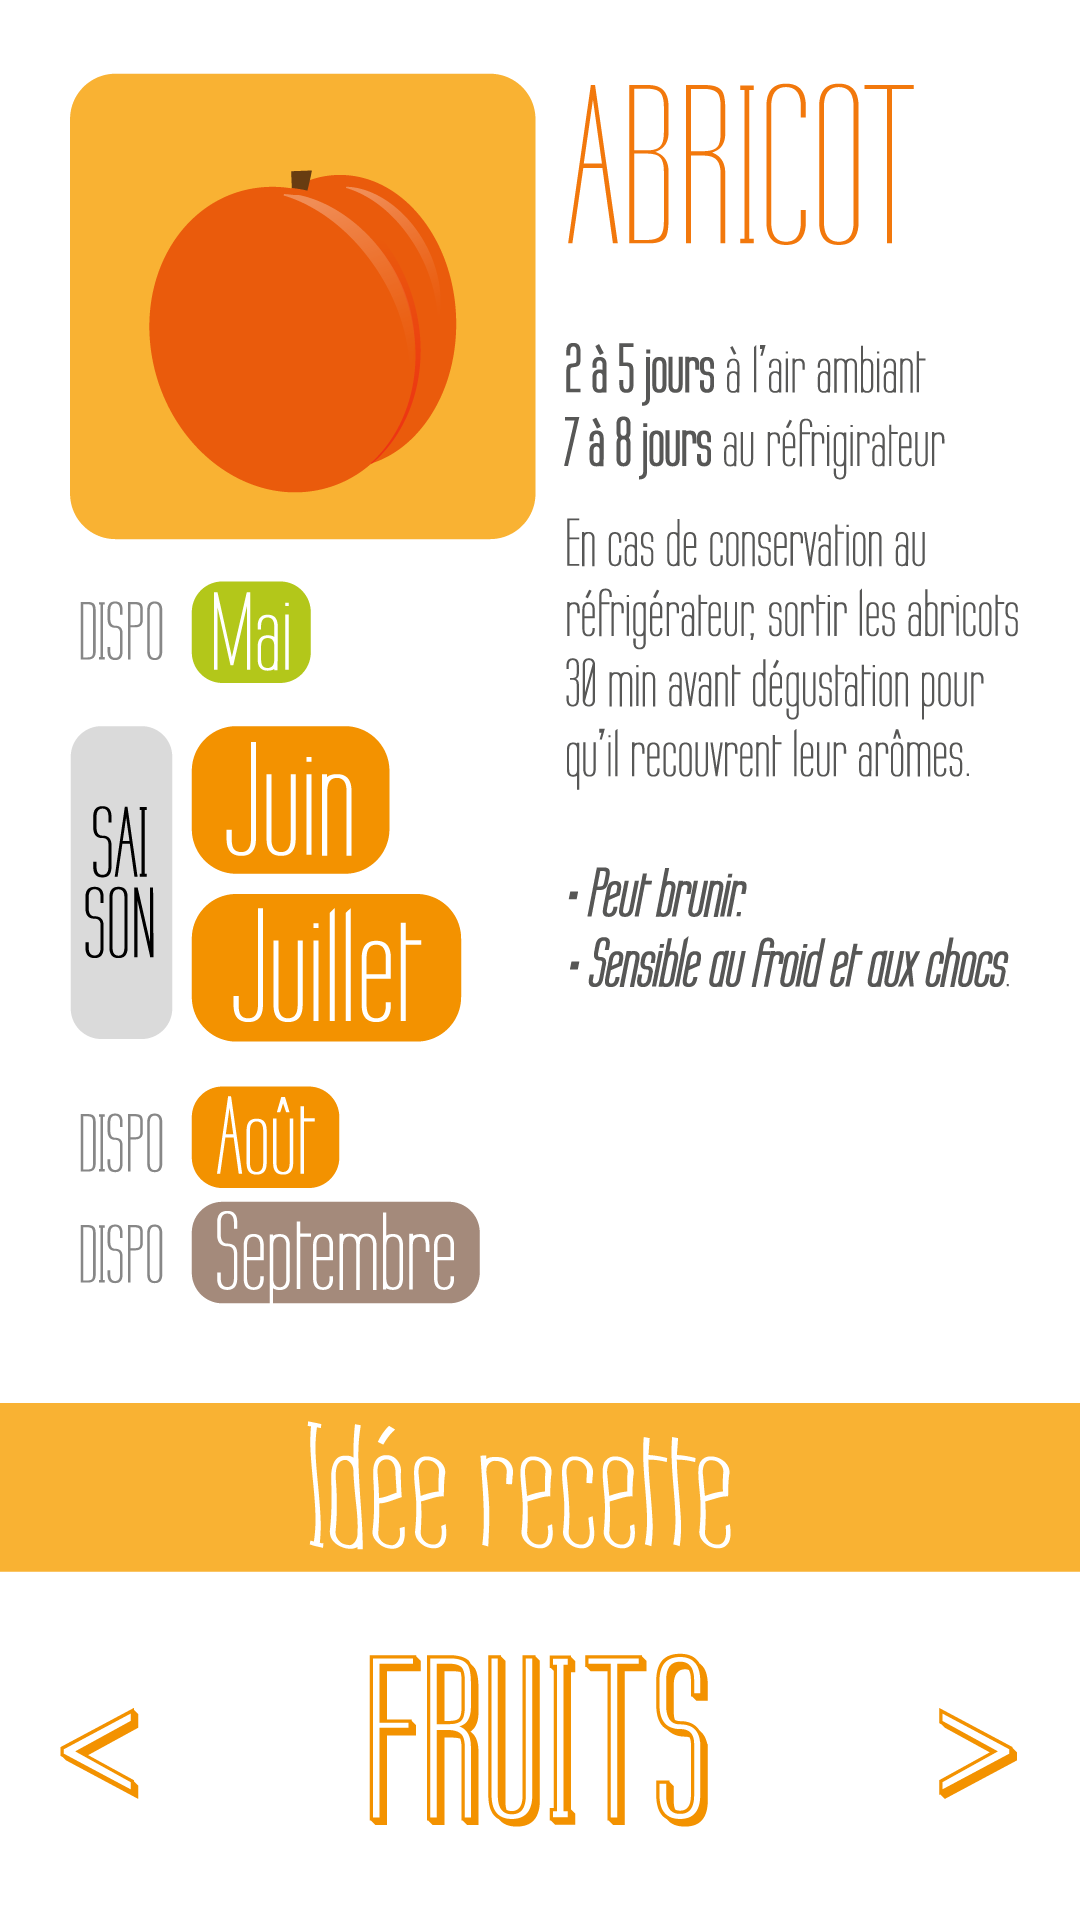 ABRICOT
2 à 5 jours à l'air ambiant
7 à 8 jours au réfrigirateur
En cas de conservation au
réfrigérateur, sortir les abricots
30 min avant dégustation pour
qu'il recouvrent leur arômes.
- Peut brunir.
- Sensible au froid et aux chocs.
DISPO Mai
SAI
SON
Juin
Juillet
DISPO Août
DISPO Septembre
Idée recette
< FRUITS >